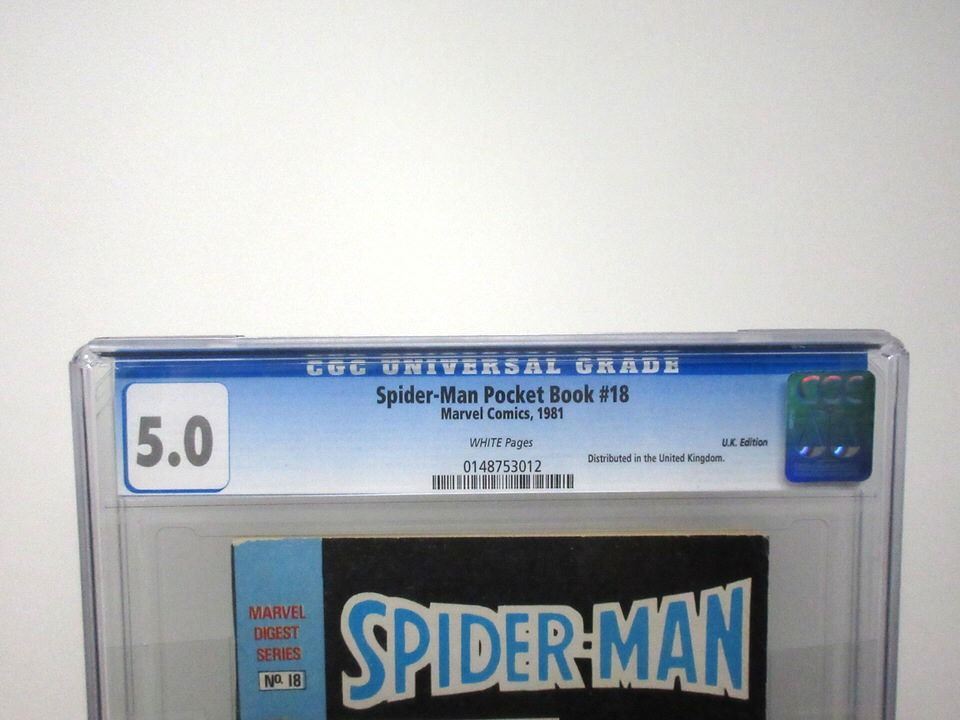 CGC UNIVERSAL GRADE
Spider-Man Pocket Book #18
Marvel Comics, 1981
5.0
WHITE Pages
U.K. Edition
Distributed in the United Kingdom.
0148753012
CGC
MARVEL
DIGEST
SERIES
NO. 18
SPIDER-MAN